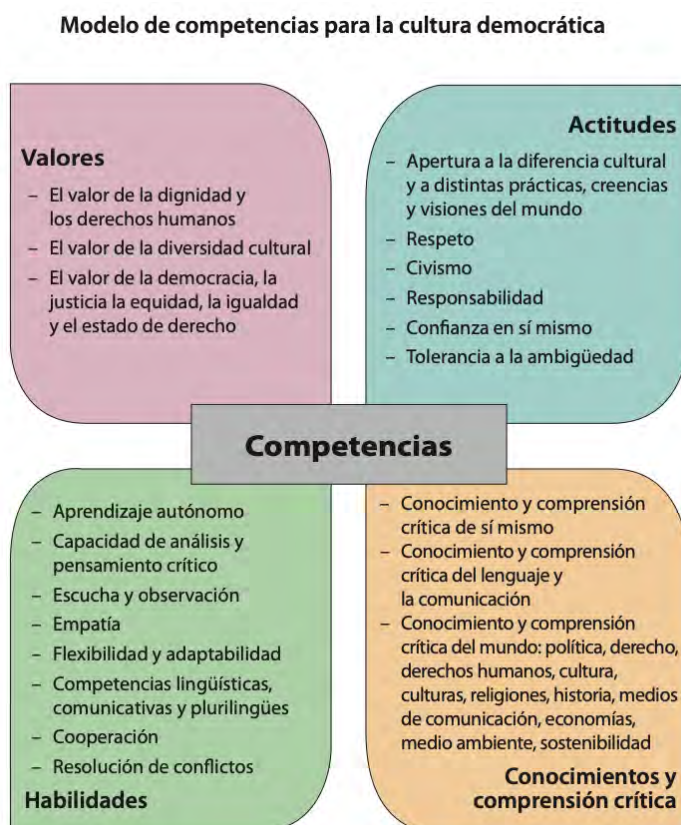 Modelo de competencias para la cultura democrática
Valores
– El valor de la dignidad y
los derechos humanos
– El valor de la diversidad cultural
– El valor de la democracia, la
justicia la equidad, la igualdad
y el estado de derecho
Actitudes
– Apertura a la diferencia cultural
y a distintas prácticas, creencias
y visiones del mundo
– Respeto
– Civismo
– Responsabilidad
– Confianza en sí mismo
– Tolerancia a la ambigüedad
Competencias
– Aprendizaje autónomo
– Capacidad de análisis y
pensamiento crítico
– Escucha y observación
– Empatía
– Flexibilidad y adaptabilidad
– Competencias lingüísticas,
comunicativas y plurilingües
– Cooperación
– Resolución de conflictos
Habilidades
– Conocimiento y comprensión
crítica de sí mismo
– Conocimiento y comprensión
crítica del lenguaje y
la comunicación
– Conocimiento y comprensión
crítica del mundo: política, derecho,
derechos humanos, cultura,
culturas, religiones, historia, medios
de comunicación, economías,
medio ambiente, sostenibilidad
Conocimientos y
comprensión crítica